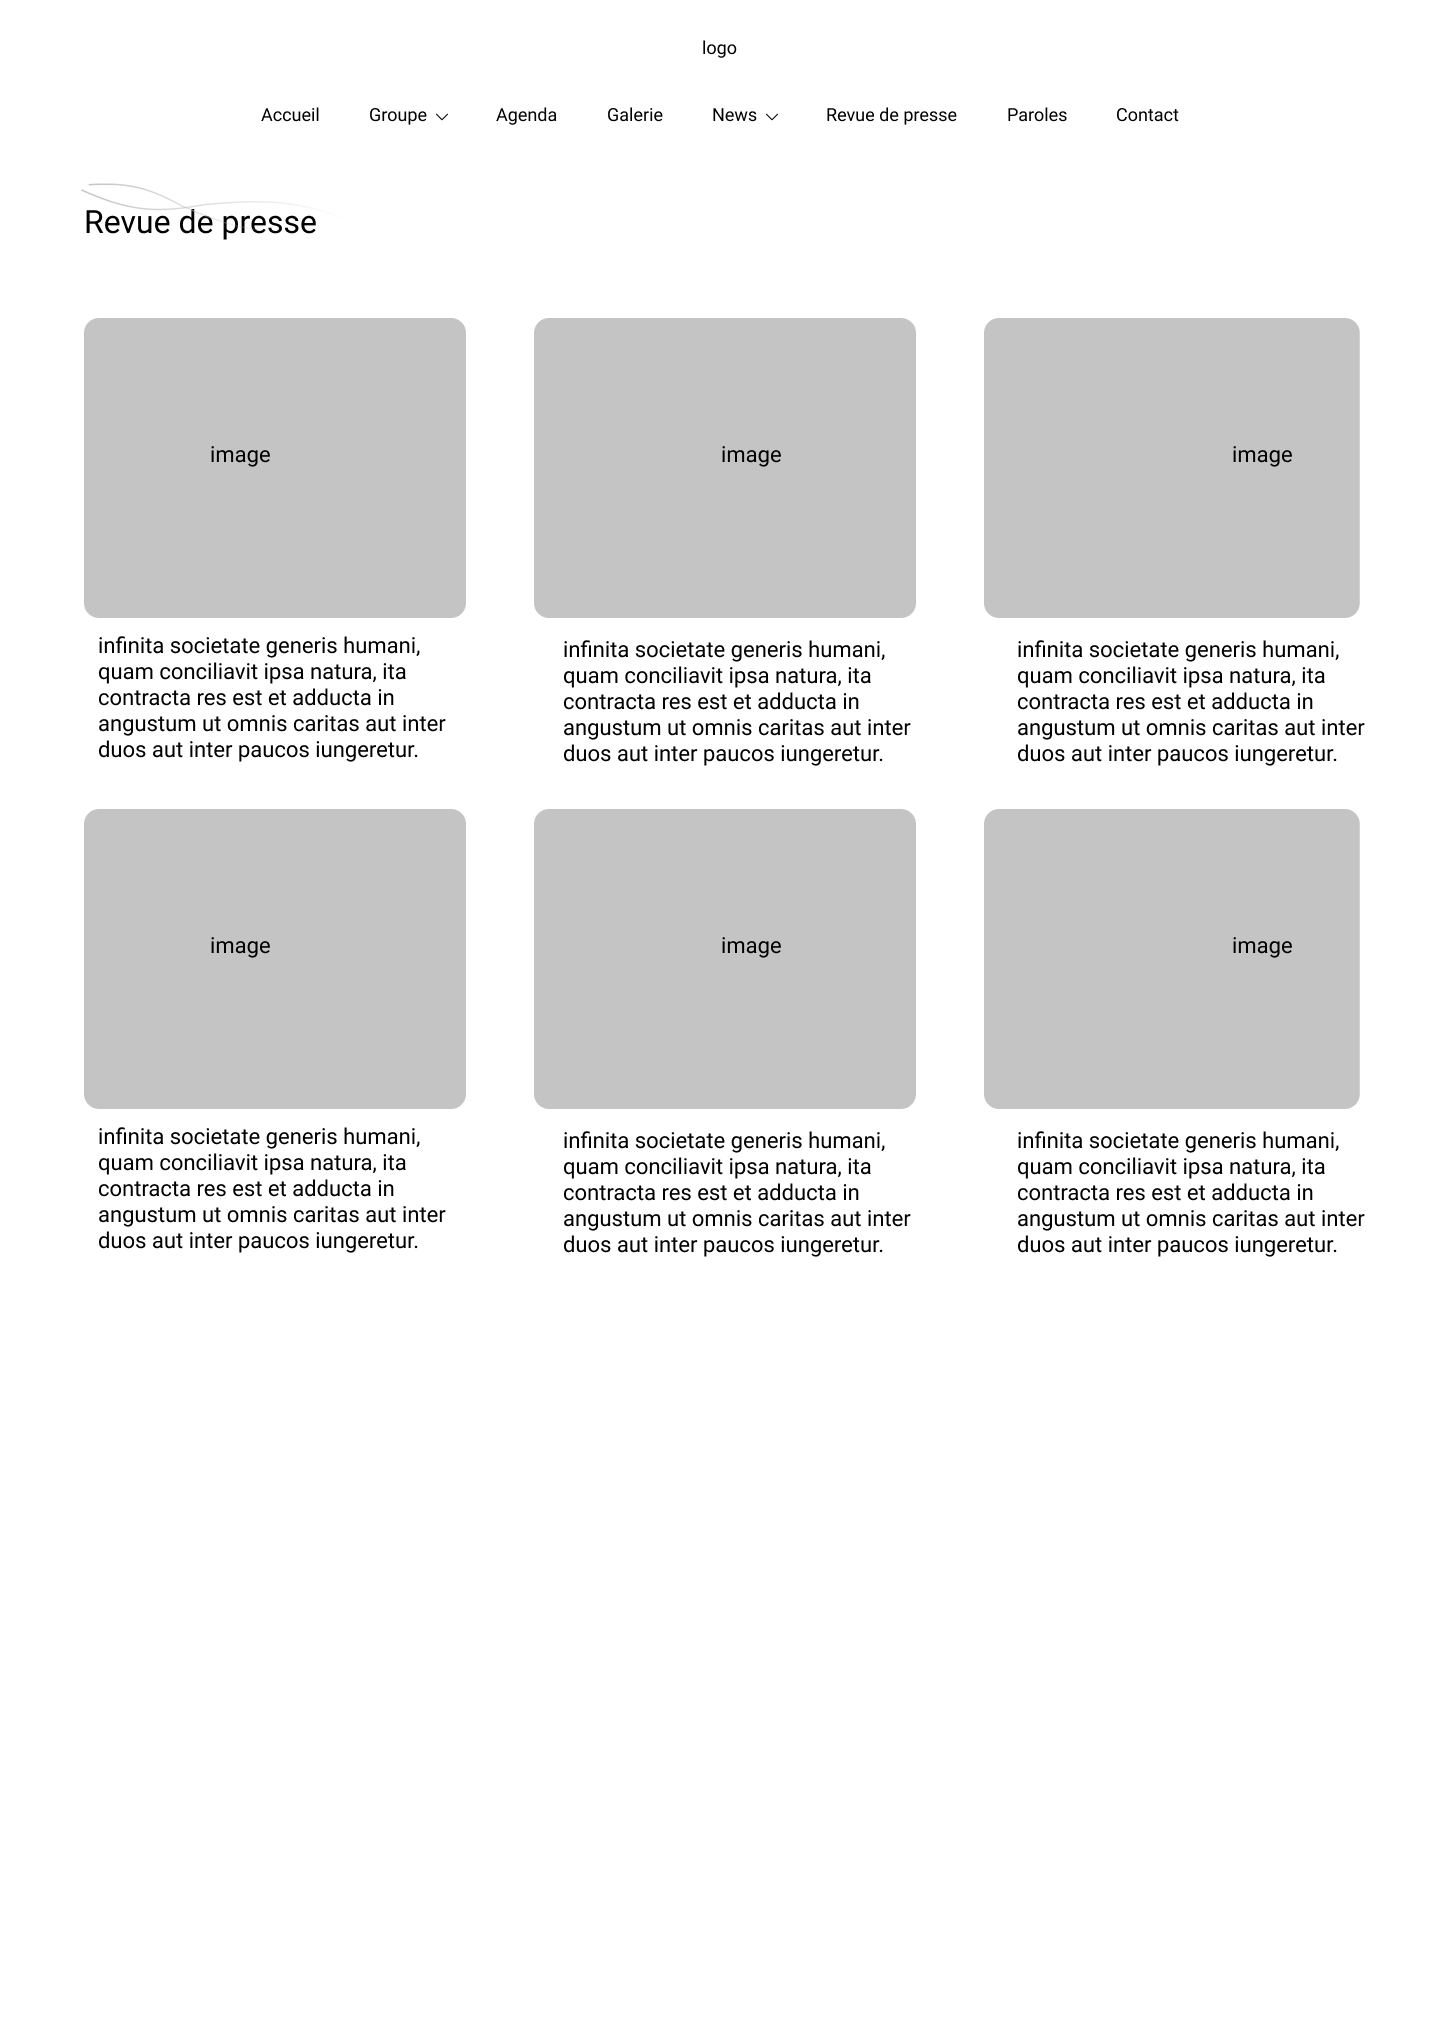 logo
Accueil Groupe Agenda Galerie News Revue de presse Paroles Contact
Revue de presse
image
image
image
infinita societate generis humani,
quam conciliavit ipsa natura, ita
contracta res est et adducta in
angustum ut omnis caritas aut inter
duos aut inter paucos iungeretur.
infinita societate generis humani,
quam conciliavit ipsa natura, ita
contracta res est et adducta in
angustum ut omnis caritas aut inter
duos aut inter paucos iungeretur.
infinita societate generis humani,
quam conciliavit ipsa natura, ita
contracta res est et adducta in
angustum ut omnis caritas aut inter
duos aut inter paucos iungeretur.
image
image
image
infinita societate generis humani,
quam conciliavit ipsa natura, ita
contracta res est et adducta in
angustum ut omnis caritas aut inter
duos aut inter paucos iungeretur.
infinita societate generis humani,
quam conciliavit ipsa natura, ita
contracta res est et adducta in
angustum ut omnis caritas aut inter
duos aut inter paucos iungeretur.
infinita societate generis humani,
quam conciliavit ipsa natura, ita
contracta res est et adducta in
angustum ut omnis caritas aut inter
duos aut inter paucos iungeretur.